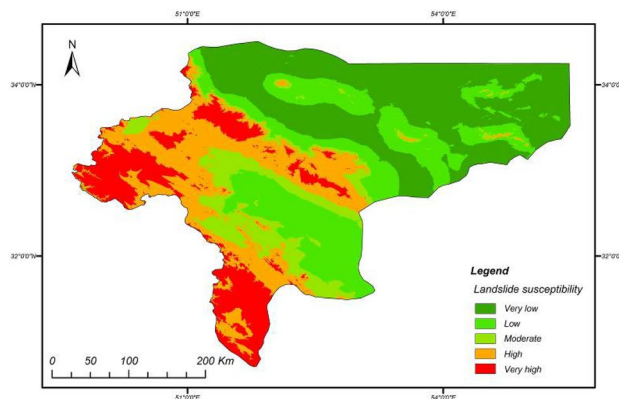 51°0'0"E 54°0'0"E
N
34°0'0"N 34°0'0"N
32°0'0"N 32°0'0"N
Legend
Landslide susceptibility
Very low
Low
Moderate
High
Very high
0 50 100 200 Km
51°0'0"E 54°0'0"E